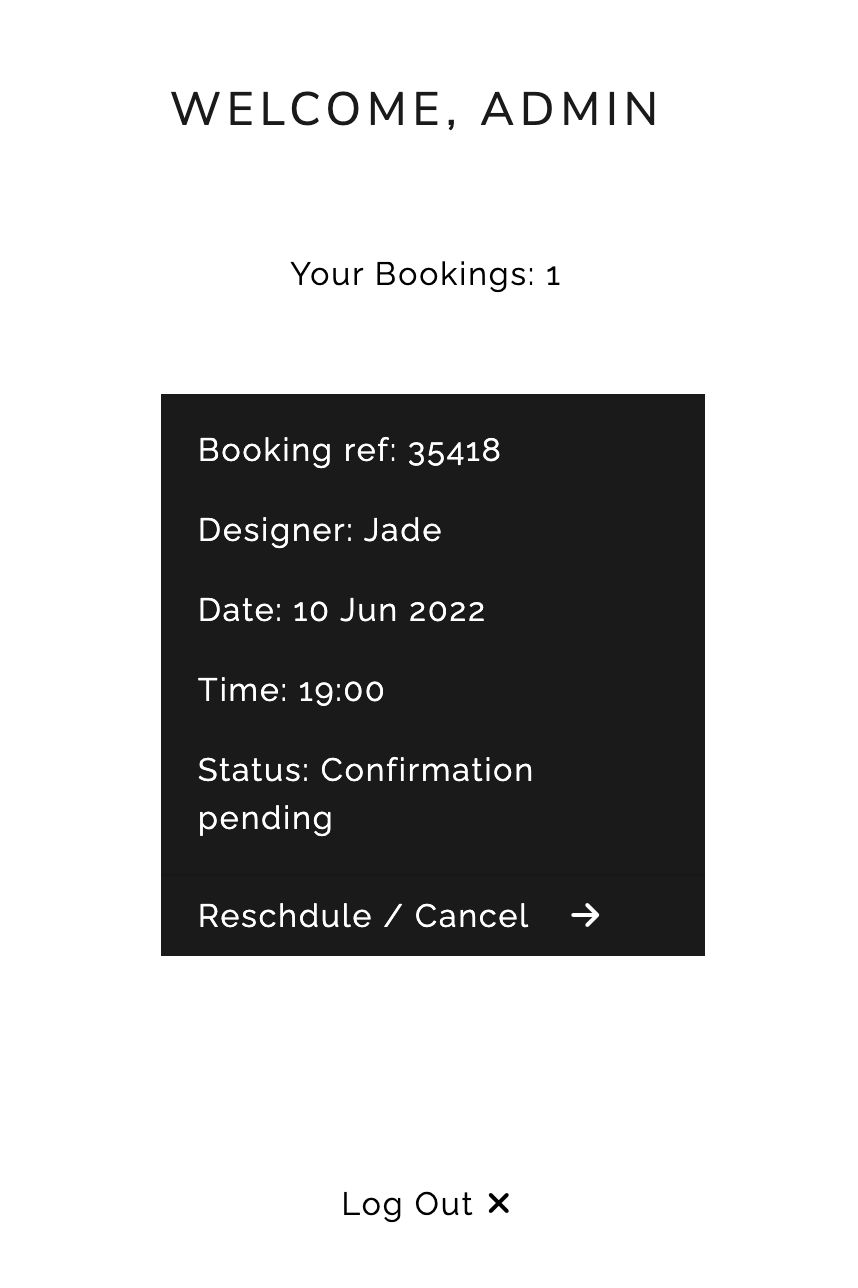 WELCOME, ADMIN
Your Bookings: 1
Booking ref: 35418
Designer: Jade
Date: 10 Jun 2022
Time: 19:00
Status: Confirmation
pending
Reschdule / Cancel
Log Out